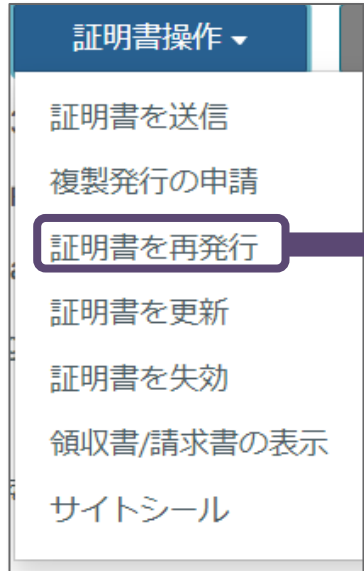 証明書操作
証明書を送信
複製発行の申請
証明書を再発行
証明書を更新
証明書を失効
領収書/請求書の表示
サイトシール